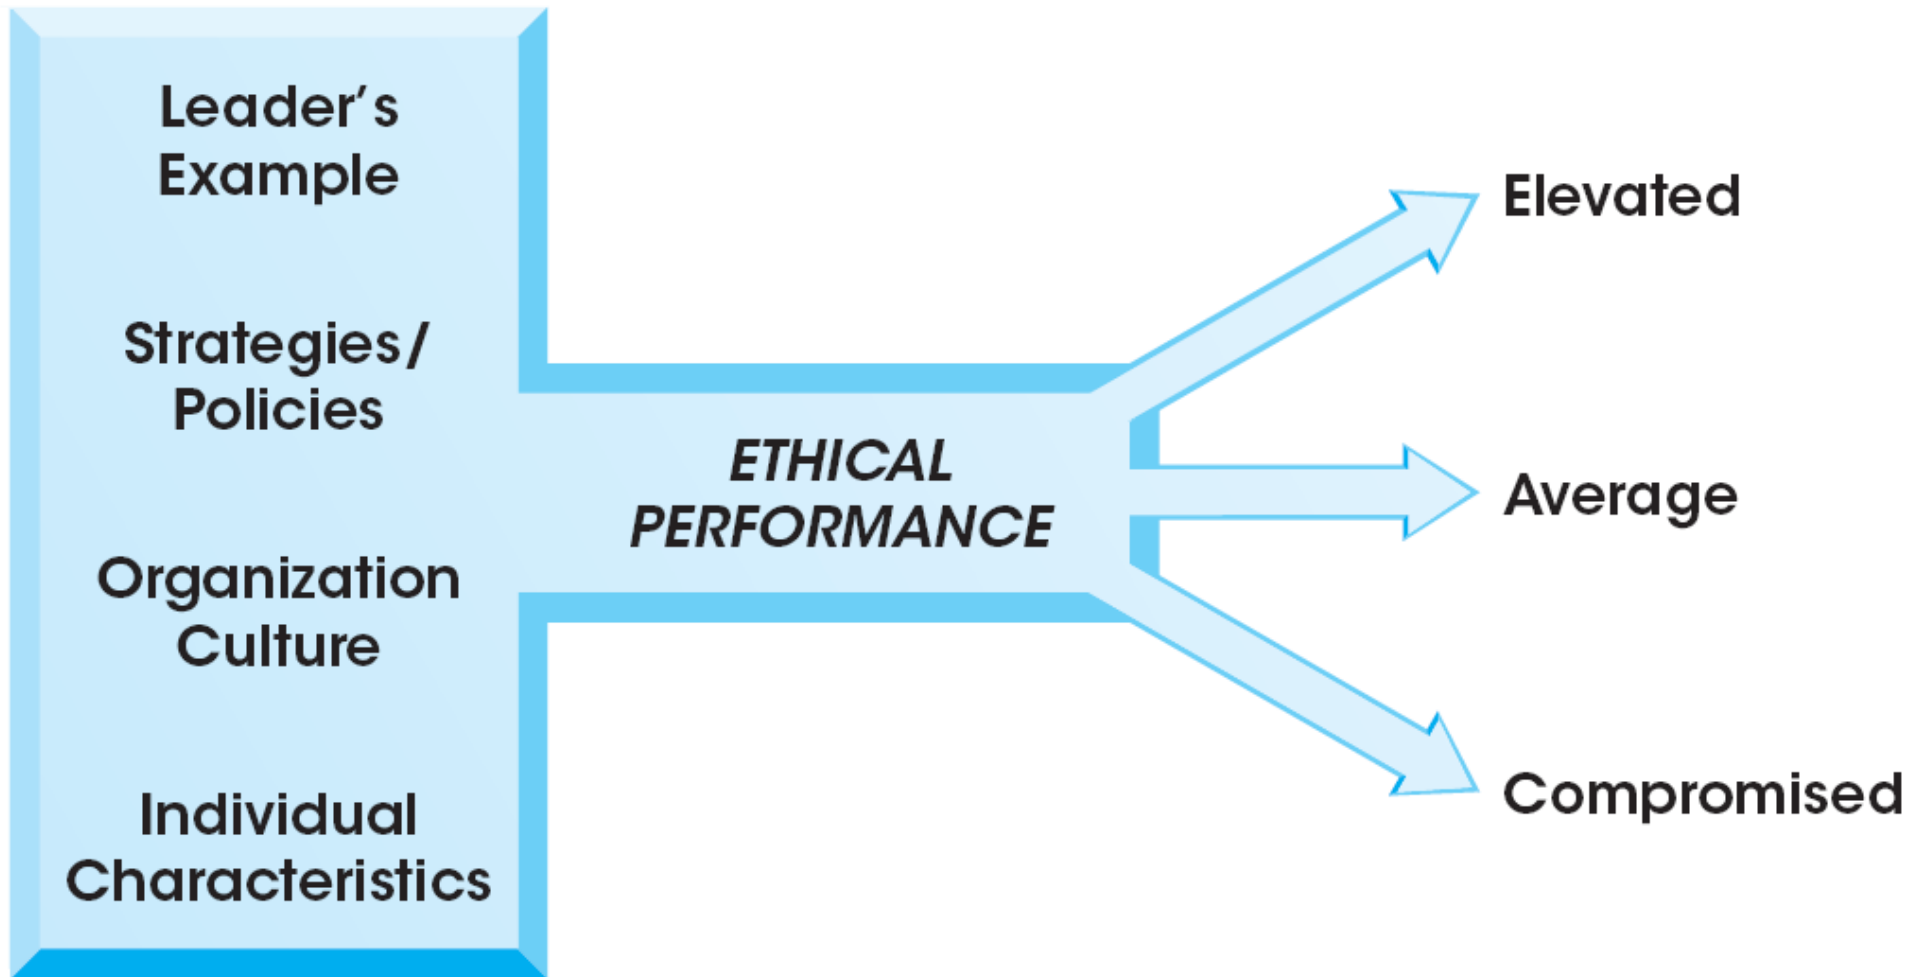 Leader’s
Example
Strategies/
Policies
Organization
Culture
Individual
Characteristics
ETHICAL
PERFORMANCE
Elevated
Average
Compromised